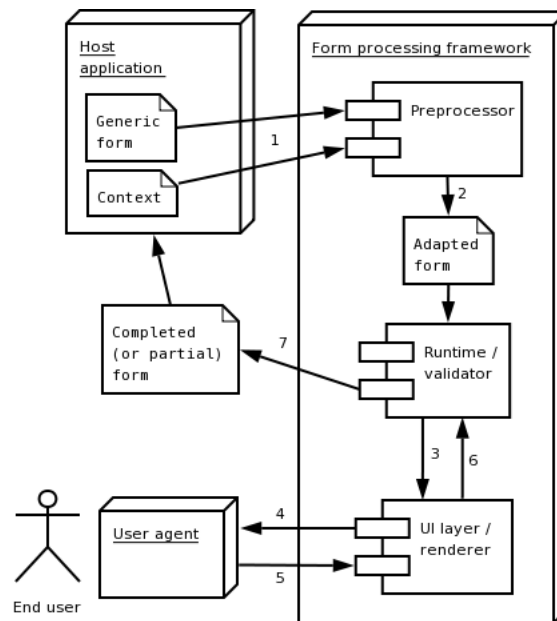 Host
application
Form processing framework
Generic
form
Context
1
Preprocessor
2
Adapted
form
Completed
(or partial)
form
7
Runtime /
validator
3
6
User agent
4
5
UI layer /
renderer
End user